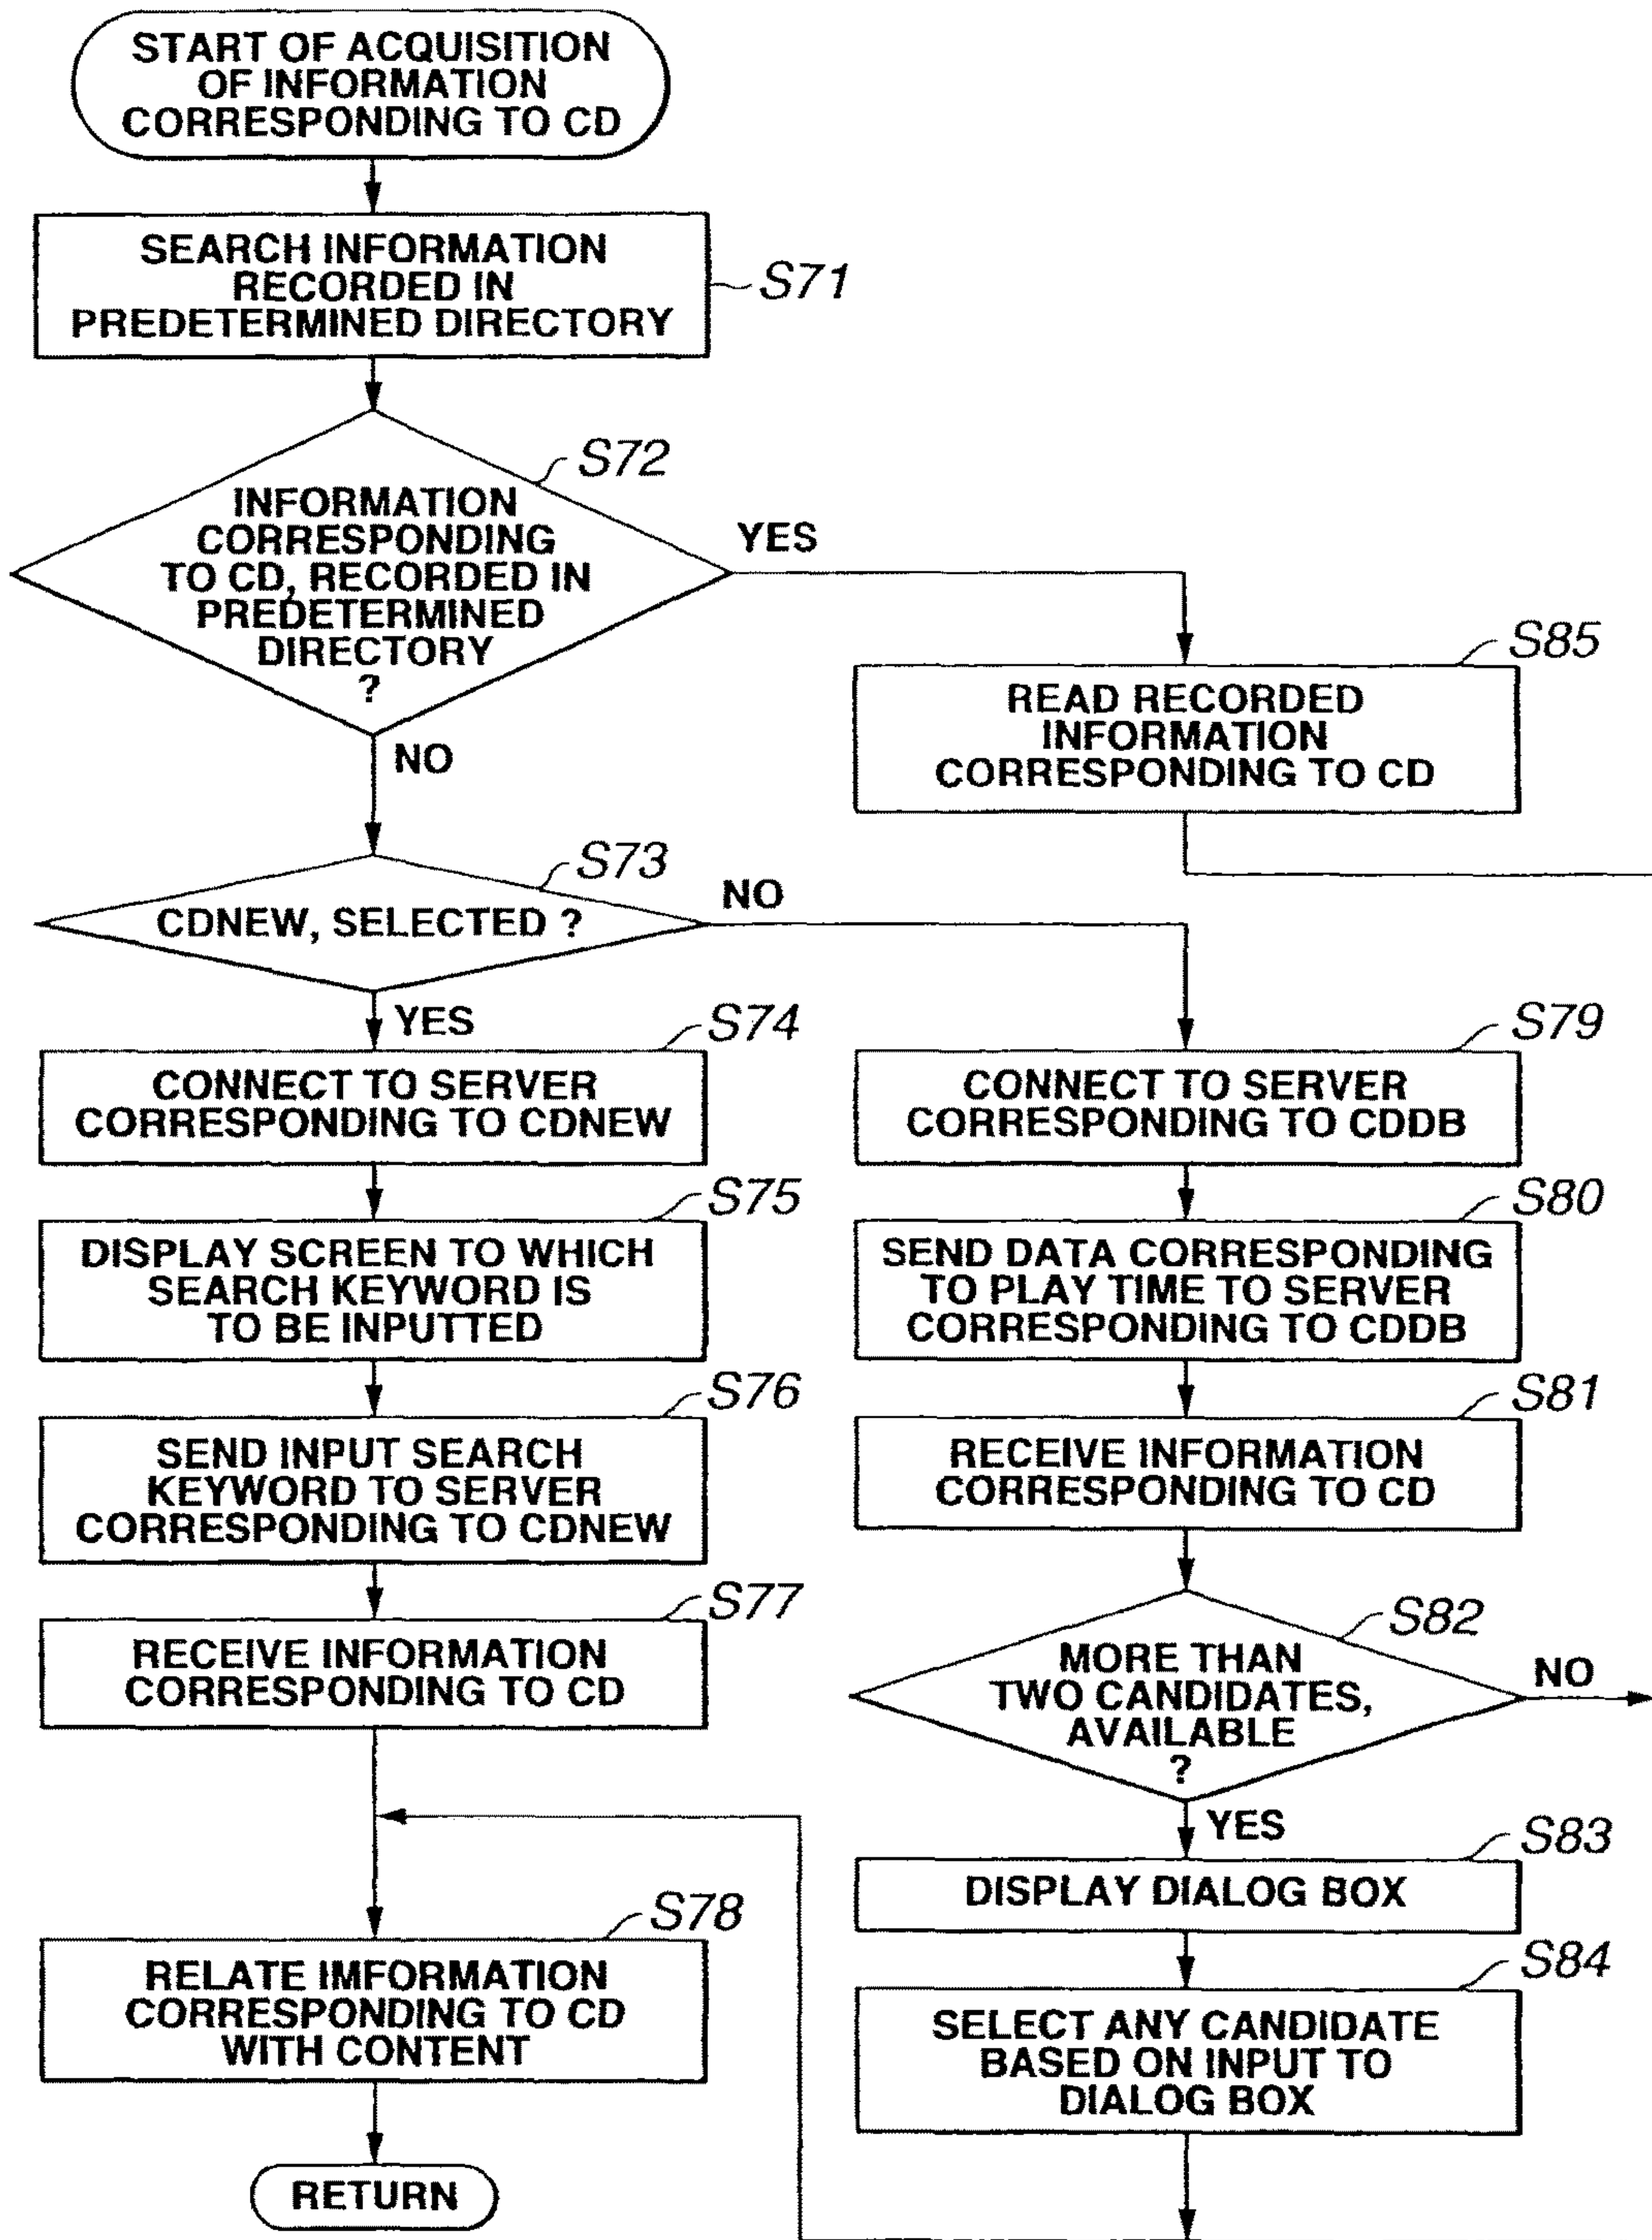 START OF ACQUISITION
OF INFORMATION
CORRESPONDING TO CD
SEARCH INFORMATION
RECORDED IN
PREDETERMINED DIRECTORY
S71
S72
INFORMATION
CORRESPONDING
TO CD, RECORDED IN
PREDETERMINED
DIRECTORY
?
YES
NO
S85
READ RECORDED
INFORMATION
CORRESPONDING TO CD
S73
CDNEW, SELECTED ?
NO
YES
S74
CONNECT TO SERVER
CORRESPONDING TO CDNEW
S75
DISPLAY SCREEN TO WHICH
SEARCH KEYWORD IS
TO BE INPUTTED
S76
SEND INPUT SEARCH
KEYWORD TO SERVER
CORRESPONDING TO CDNEW
S77
RECEIVE INFORMATION
CORRESPONDING TO CD
S78
RELATE IMFORMATION
CORRESPONDING TO CD
WITH CONTENT
RETURN
S79
CONNECT TO SERVER
CORRESPONDING TO CDDB
S80
SEND DATA CORRESPONDING
TO PLAY TIME TO SERVER
CORRESPONDING TO CDDB
S81
RECEIVE INFORMATION
CORRESPONDING TO CD
S82
MORE THAN
TWO CANDIDATES,
AVAILABLE
?
NO
YES
S83
DISPLAY DIALOG BOX
S84
SELECT ANY CANDIDATE
BASED ON INPUT TO
DIALOG BOX